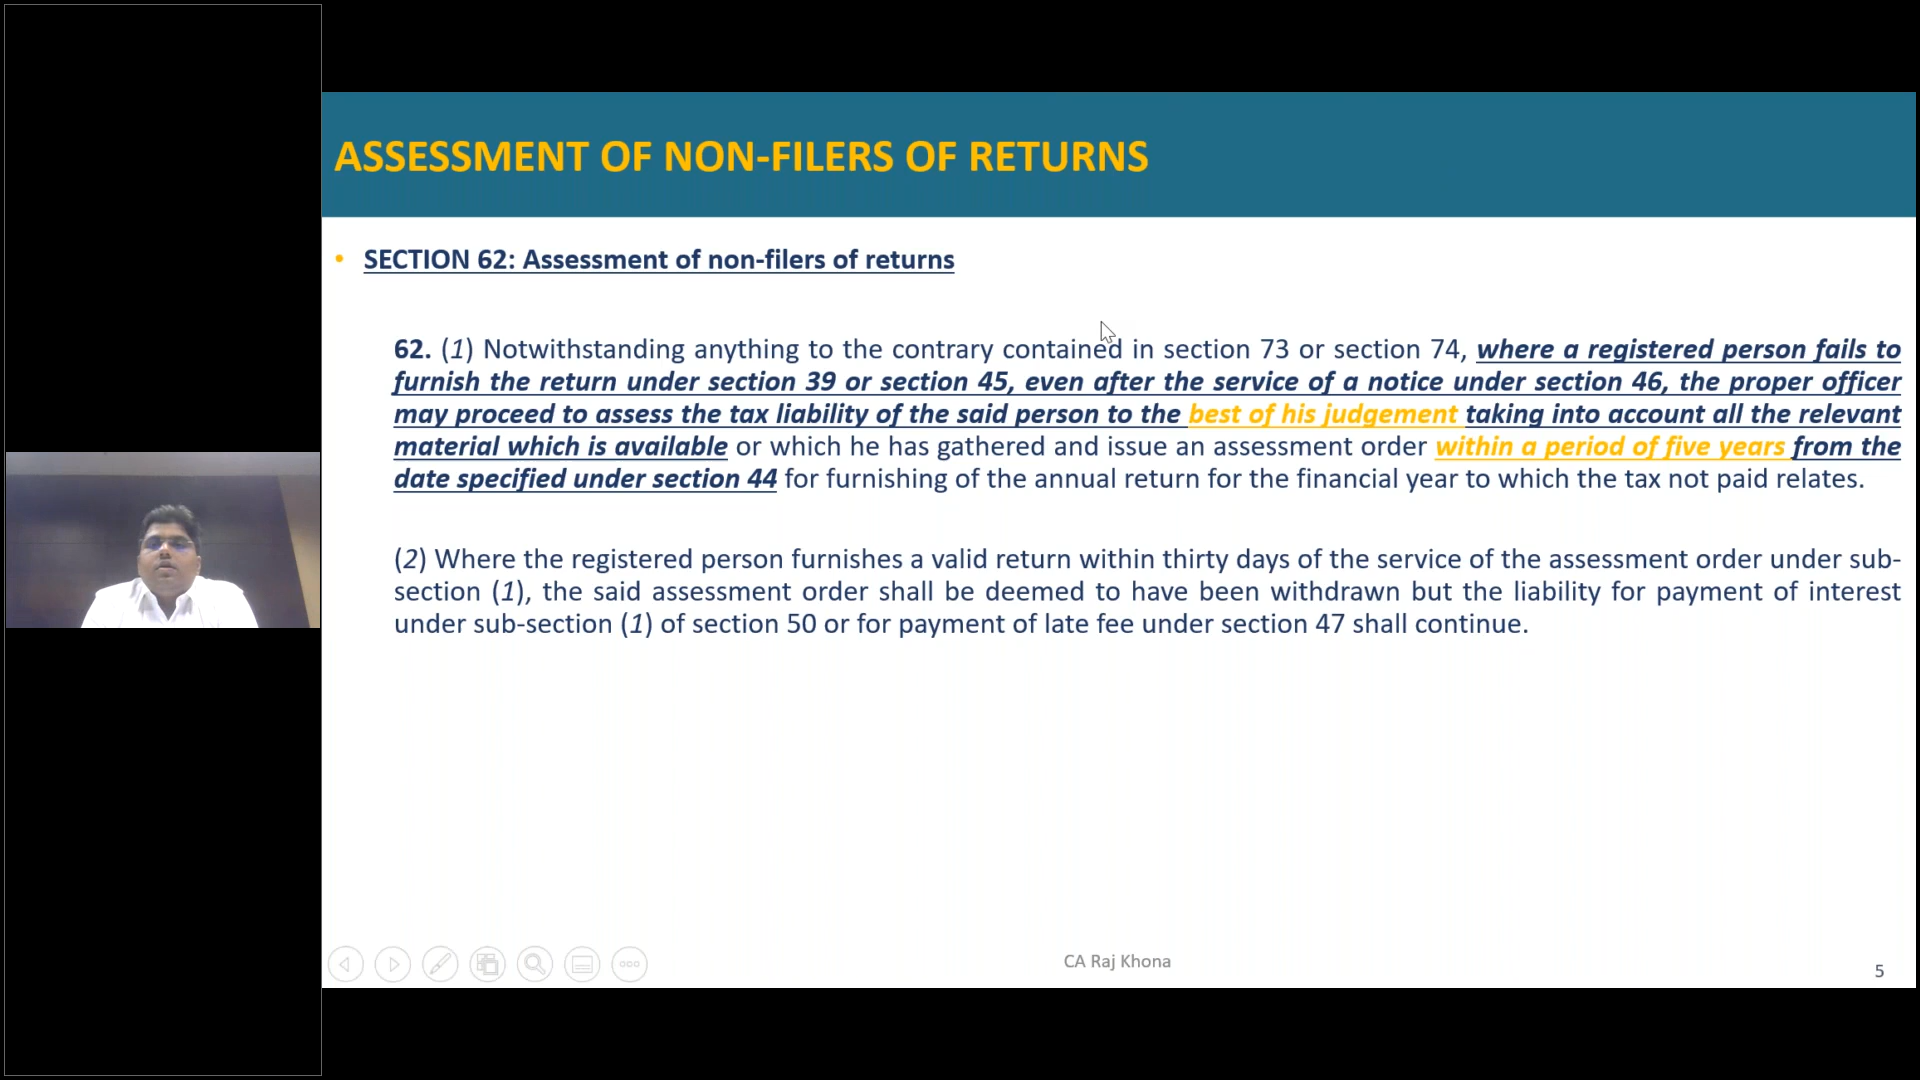 ASSESSMENT OF NON-FILERS OF RETURNS
• SECTION 62: Assessment of non-filers of returns
62. (1) Notwithstanding anything to the contrary contained in section 73 or section 74, where a registered person fails to
furnish the return under section 39 or section 45, even after the service of a notice under section 46, the proper officer
may proceed to assess the tax liability of the said person to the best of his judgement taking into account all the relevant
material which is available or which he has gathered and issue an assessment order within a period of five years from the
date specified under section 44 for furnishing of the annual return for the financial year to which the tax not paid relates.
(2) Where the registered person furnishes a valid return within thirty days of the service of the assessment order under sub-
section (1), the said assessment order shall be deemed to have been withdrawn but the liability for payment of interest
under sub-section (1) of section 50 or for payment of late fee under section 47 shall continue.
CA Raj Khona
5